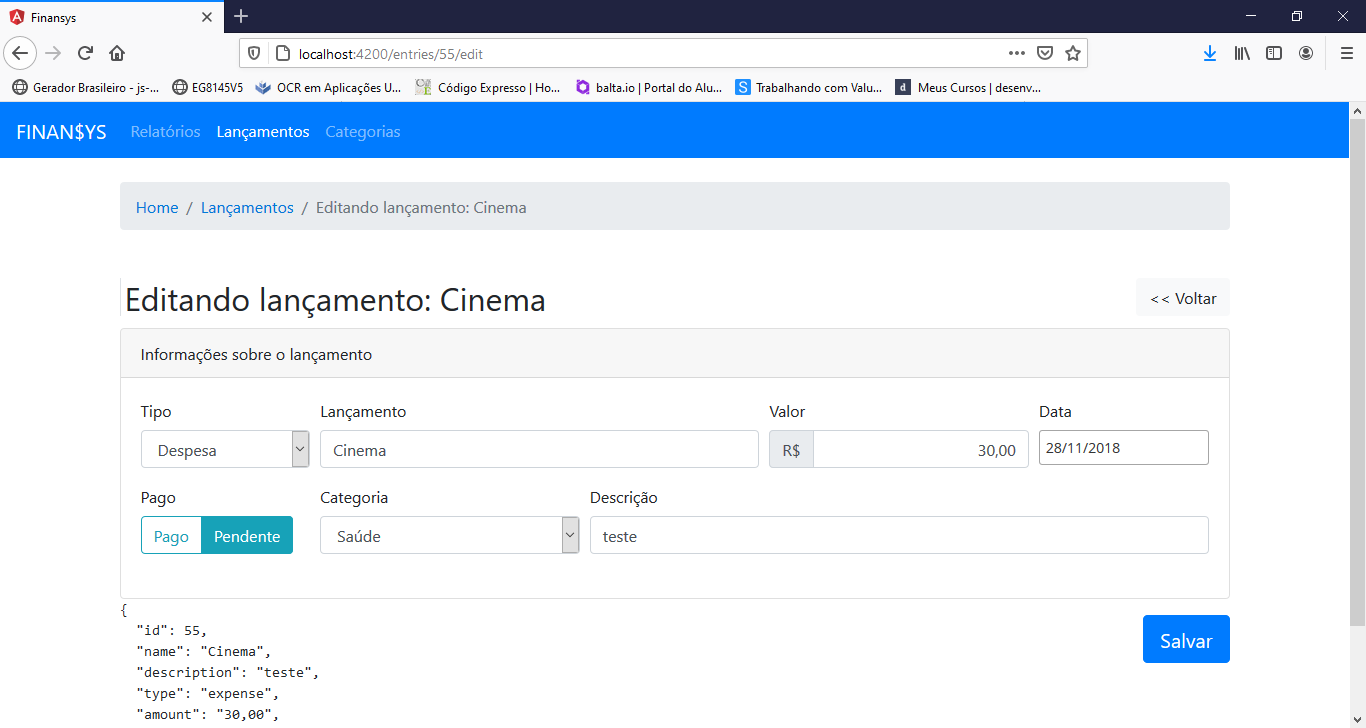 Finansys
localhost:4200/entries/55/edit
Gerador Brasileiro - js-... EG8145V5 OCR em Aplicações U... Código Expresso | Ho... balta.io | Portal do Alu... Trabalhando com Valu... Meus Cursos | desenv...
FINAN$YS Relatórios Lançamentos Categorias
Home / Lançamentos / Editando lançamento: Cinema
Editando lançamento: Cinema
<< Voltar
Informações sobre o lançamento
Tipo Lançamento Valor Data
Despesa Cinema R$ 30,00 28/11/2018
Pago Categoria Descrição
Pago Pendente Saúde teste
{
"id": 55,
"name": "Cinema",
"description": "teste",
"type": "expense",
"amount": "30,00",
Salvar